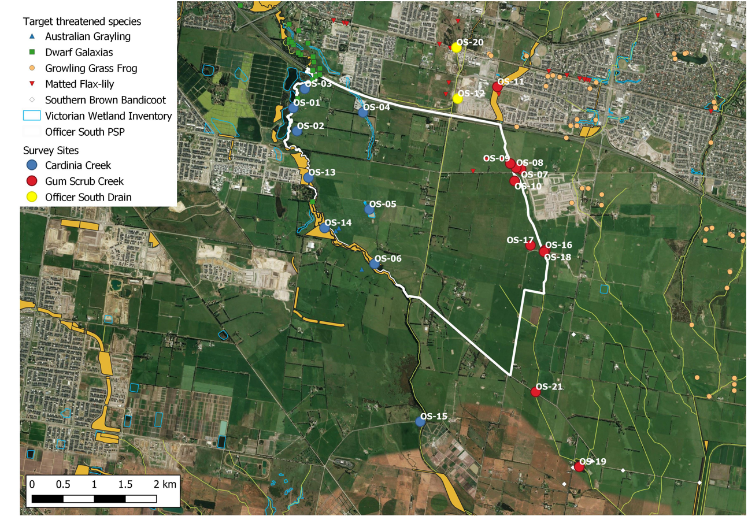 Target threatened species
Australian Grayling
Dwarf Galaxias
Growling Grass Frog
Matted Flax-lily
Southern Brown Bandicoot
Victorian Wetland Inventory
Officer South PSP
Survey Sites
Cardinia Creek
Gum Scrub Creek
Officer South Drain
OS-20
OS-03
OS-11
OS-12
OS-01
OS-04
OS-02
OS-09
OS-08
OS-13
OS-07
OS-10
OS-05
OS-14
OS-17
OS-16
OS-06
OS-18
OS-21
OS-15
OS-19
0 0.5 1 1.5 2 km